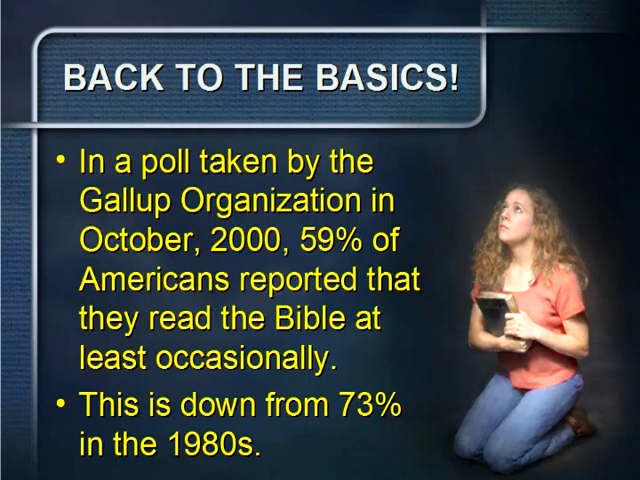 BACK TO THE BASICS!
• In a poll taken by the
Gallup Organization in
October, 2000, 59% of
Americans reported that
they read the Bible at
least occasionally.
• This is down from 73%
in the 1980s.